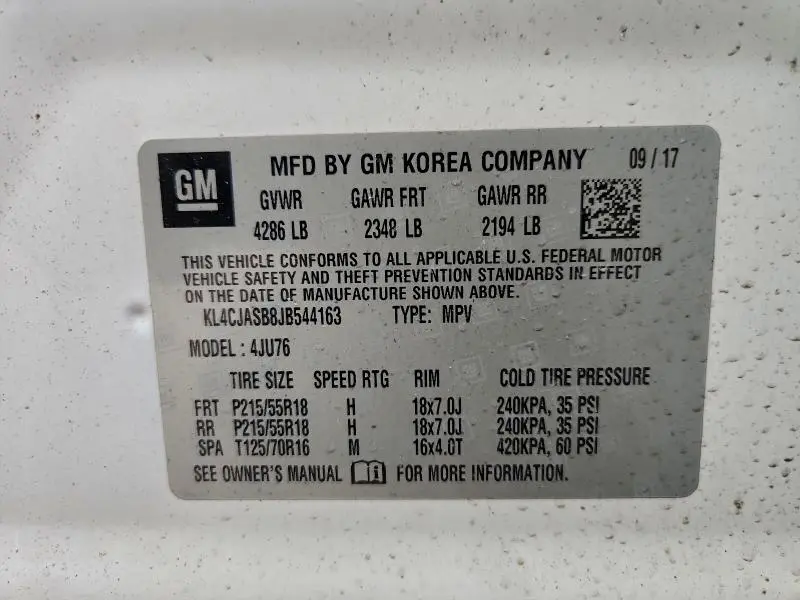 GM
MFD BY GM KOREA COMPANY 09 / 17
GVWR GAWR FRT GAWR RR
4286 LB 2348 LB 2194 LB
THIS VEHICLE CONFORMS TO ALL APPLICABLE U.S. FEDERAL MOTOR
VEHICLE SAFETY AND THEFT PREVENTION STANDARDS IN EFFECT
ON THE DATE OF MANUFACTURE SHOWN ABOVE.
KL4CJASB8JB544163 TYPE: MPV
MODEL : 4JU76
TIRE SIZE SPEED RTG RIM COLD TIRE PRESSURE
FRT P215/55R18 H 18x7.0J 240KPA, 35 PSI
RR P215/55R18 H 18x7.0J 240KPA, 35 PSI
SPA T125/70R16 M 16x4.0T 420KPA, 60 PSI
SEE OWNER'S MANUAL FOR MORE INFORMATION.